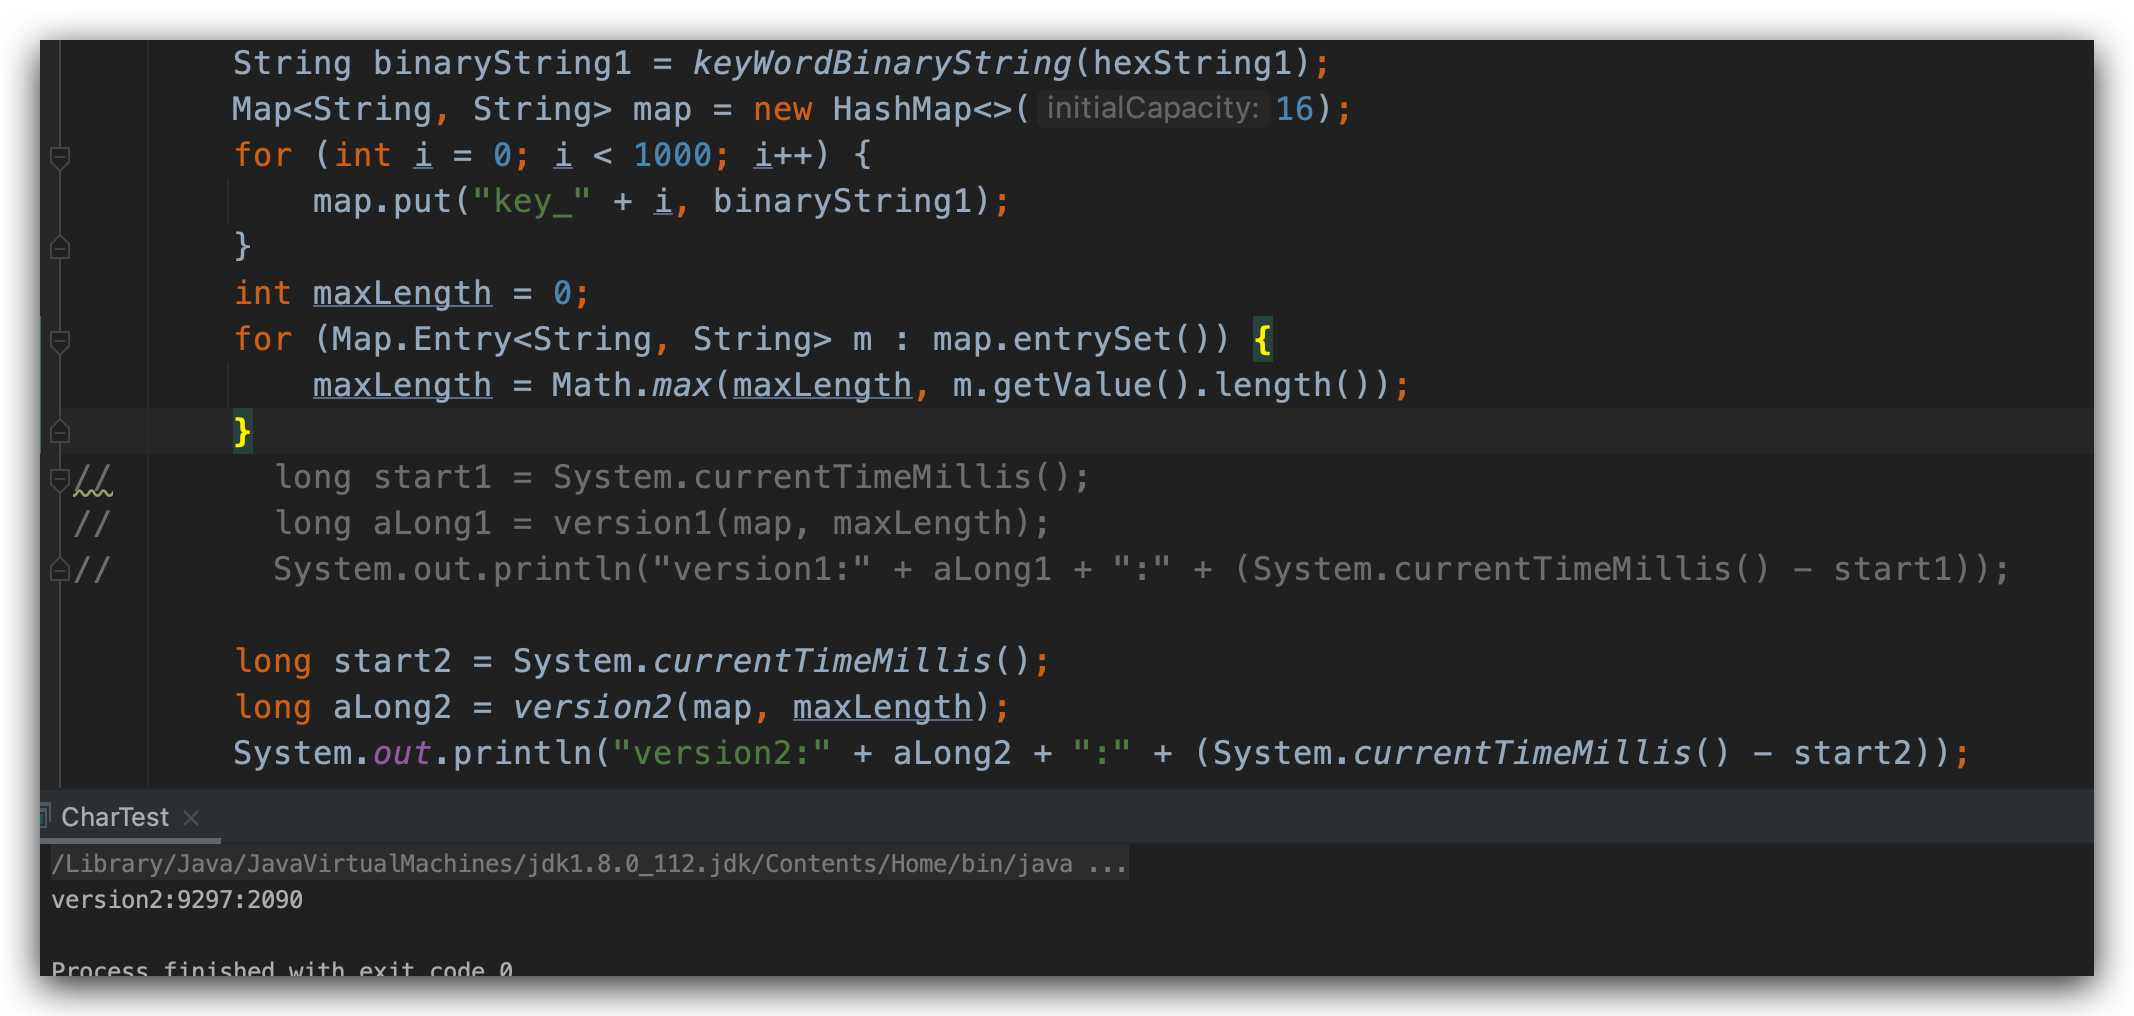 String binaryString1 = keyWordBinaryString(hexString1);
Map<String, String> map = new HashMap<>( initialCapacity: 16);
for (int i = 0; i < 1000; i++) {
map.put("key_" + i, binaryString1);
}
int maxLength = 0;
for (Map.Entry<String, String> m : map.entrySet()) {
maxLength = Math.max(maxLength, m.getValue().length());
}
// long start1 = System.currentTimeMillis();
// long aLong1 = version1(map, maxLength);
// System.out.println("version1:" + aLong1 + ":" + (System.currentTimeMillis() - start1));
long start2 = System.currentTimeMillis();
long aLong2 = version2(map, maxLength);
System.out.println("version2:" + aLong2 + ":" + (System.currentTimeMillis() - start2));
CharTest
/Library/Java/JavaVirtualMachines/jdk1.8.0_112.jdk/Contents/Home/bin/java ...
version2:9297:2090
Process finished with exit code 0